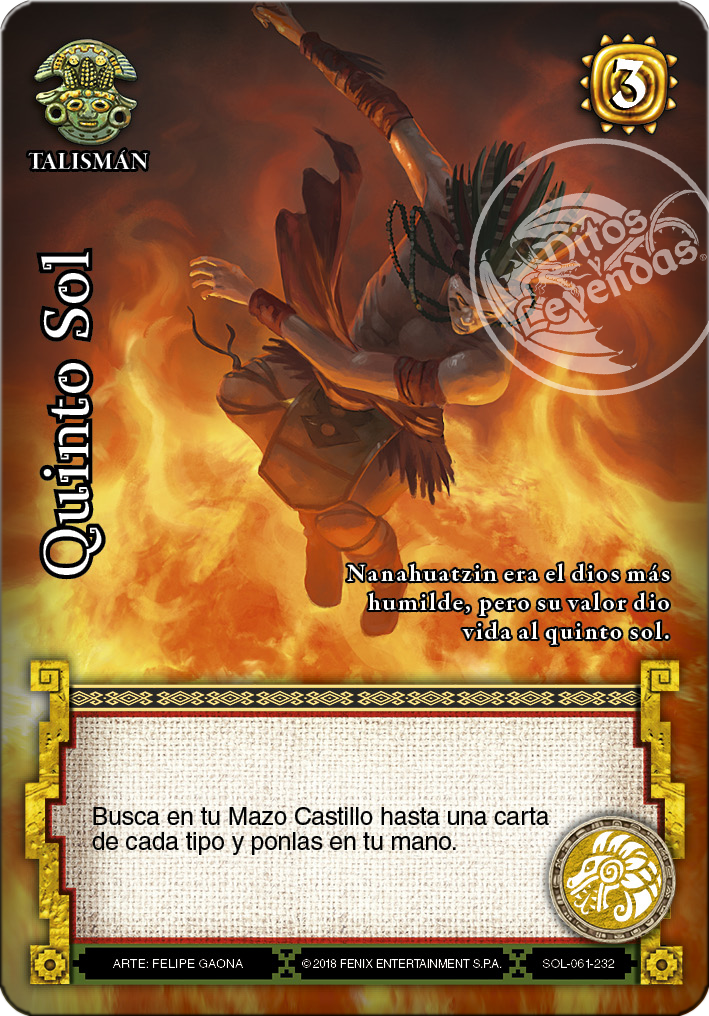 3
TALISMÁN
Mitos
y
Leyendas
Quinto Sol
Nanahuatzin era el dios más
humilde, pero su valor dio
vida al quinto sol.
Busca en tu Mazo Castillo hasta una carta
de cada tipo y ponlas en tu mano.
ARTE: FELIPE GAONA
©2018 FENIX ENTERTAINMENT S.P.A.
SOL-061-232